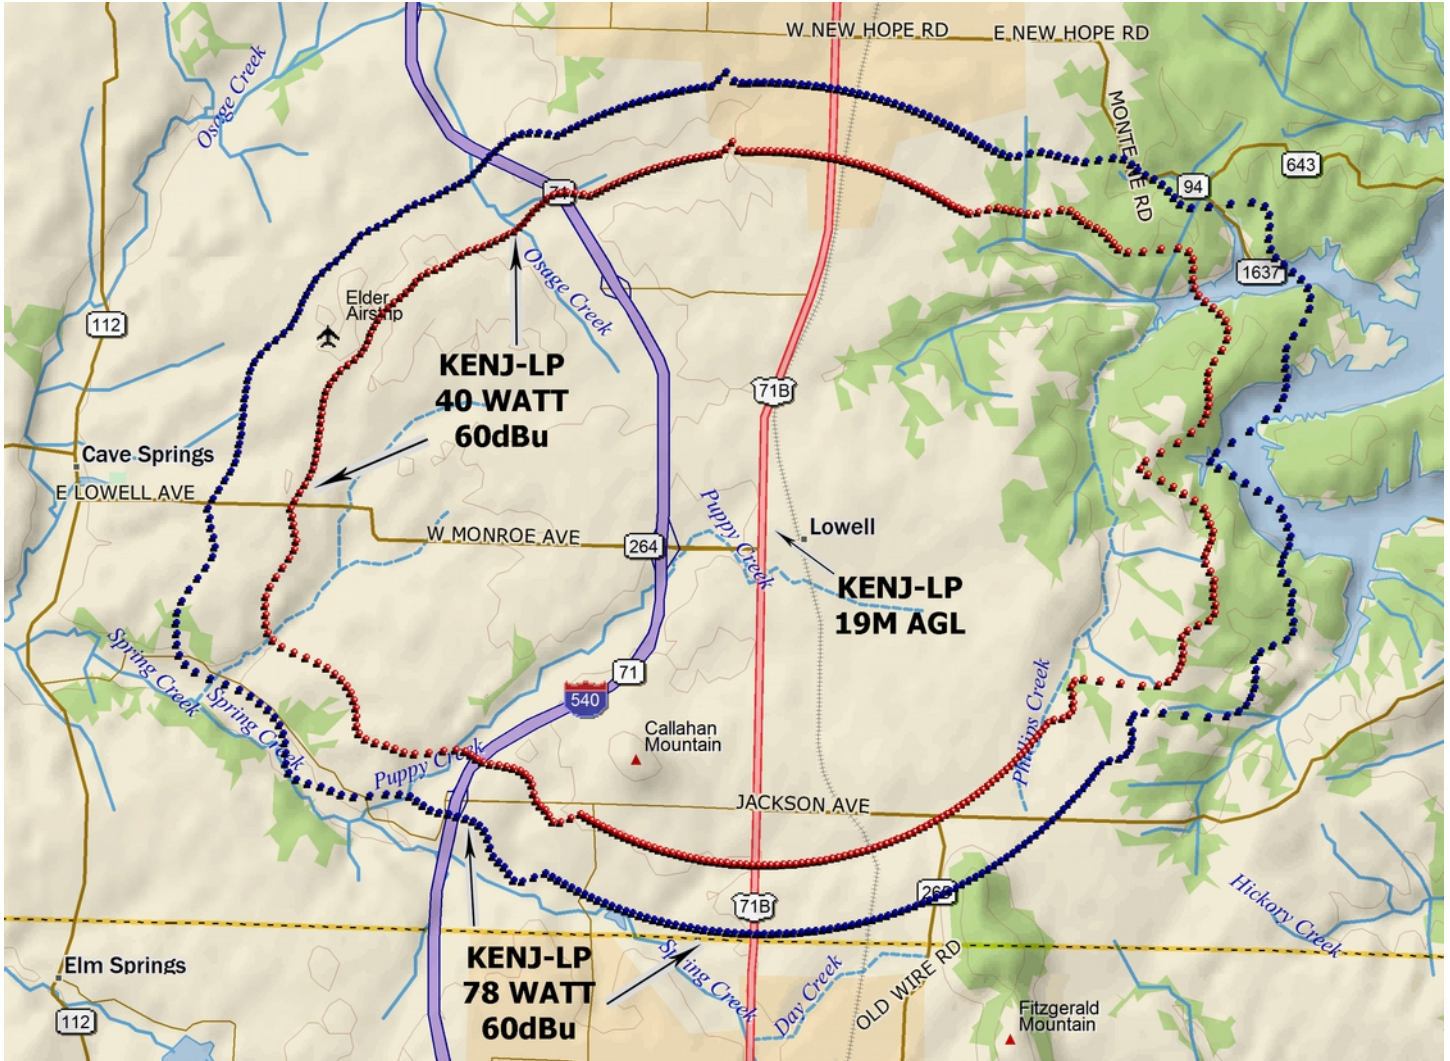 W NEW HOPE RD
E NEW HOPE RD
Osage Creek
MONTE NE RD
643
94
71
1637
Osage Creek
Elder
Airstrip
112
KENJ-LP
40 WATT
60dBu
71B
Cave Springs
E LOWELL AVE
W MONROE AVE
264
Puppy Creek
Lowell
KENJ-LP
19M AGL
Spring Creek
Spring Creek
71
540
Callahan
Mountain
Phillips Creek
Puppy Creek
JACKSON AVE
71B
265
Hickory Creek
KENJ-LP
78 WATT
60dBu
Spring Creek
Day Creek
OLD WIRE RD
Elm Springs
112
Fitzgerald
Mountain